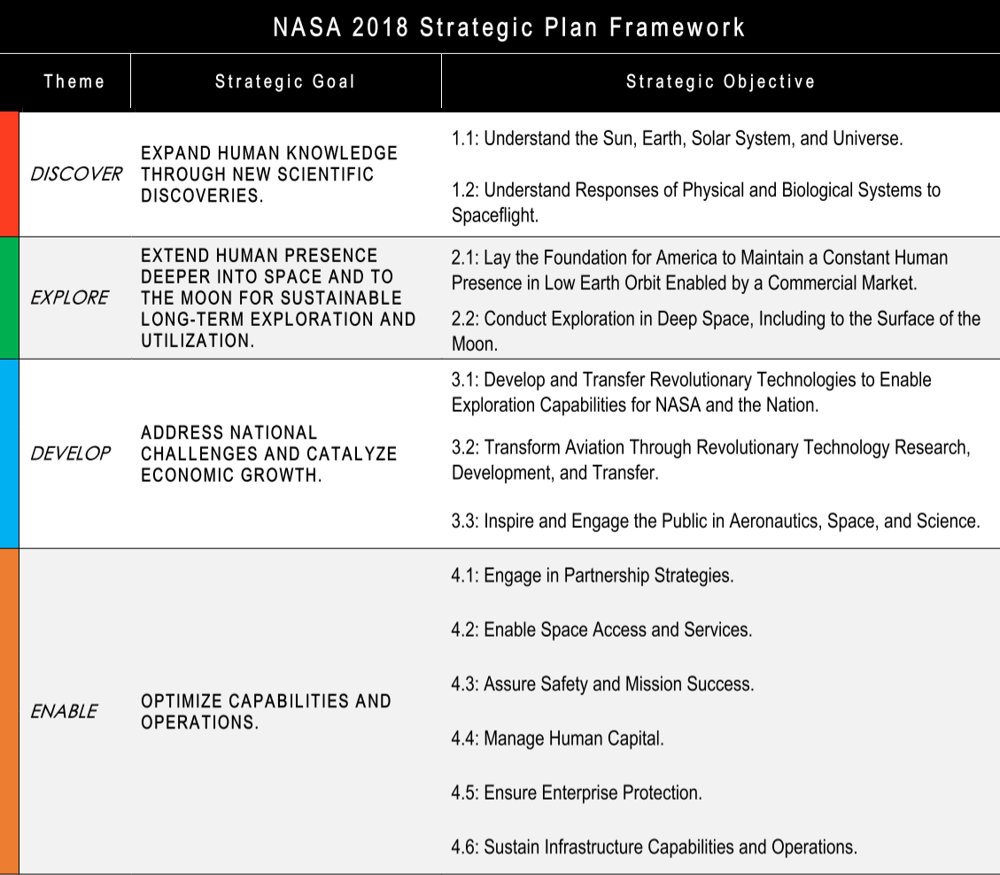 NASA 2018 Strategic Plan Framework
Theme
Strategic Goal
Strategic Objective
DISCOVER
EXPAND HUMAN KNOWLEDGE
THROUGH NEW SCIENTIFIC
DISCOVERIES.
1.1: Understand the Sun, Earth, Solar System, and Universe.
1.2: Understand Responses of Physical and Biological Systems to
Spaceflight.
EXPLORE
EXTEND HUMAN PRESENCE
DEEPER INTO SPACE AND TO
THE MOON FOR SUSTAINABLE
LONG-TERM EXPLORATION AND
UTILIZATION.
2.1: Lay the Foundation for America to Maintain a Constant Human
Presence in Low Earth Orbit Enabled by a Commercial Market.
2.2: Conduct Exploration in Deep Space, Including to the Surface of the
Moon.
DEVELOP
ADDRESS NATIONAL
CHALLENGES AND CATALYZE
ECONOMIC GROWTH.
3.1: Develop and Transfer Revolutionary Technologies to Enable
Exploration Capabilities for NASA and the Nation.
3.2: Transform Aviation Through Revolutionary Technology Research,
Development, and Transfer.
3.3: Inspire and Engage the Public in Aeronautics, Space, and Science.
ENABLE
OPTIMIZE CAPABILITIES AND
OPERATIONS.
4.1: Engage in Partnership Strategies.
4.2: Enable Space Access and Services.
4.3: Assure Safety and Mission Success.
4.4: Manage Human Capital.
4.5: Ensure Enterprise Protection.
4.6: Sustain Infrastructure Capabilities and Operations.